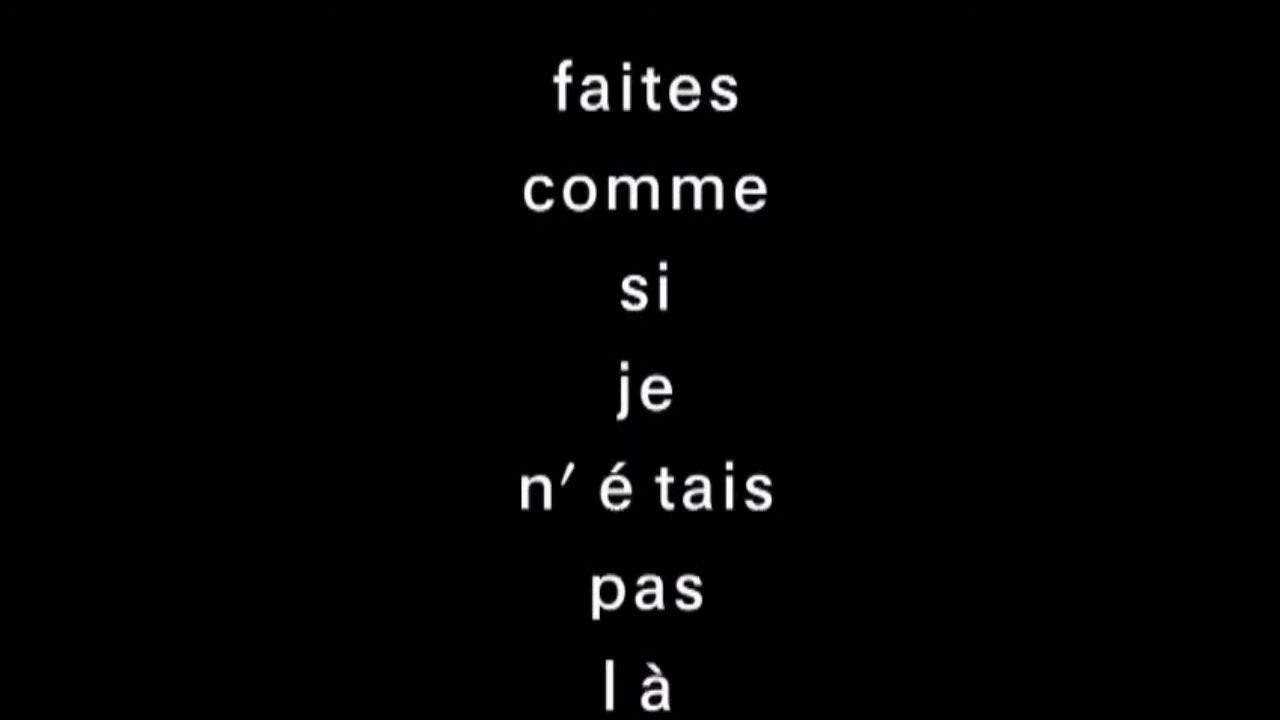 faites
comme
si
je
n' é tais
pas
l à